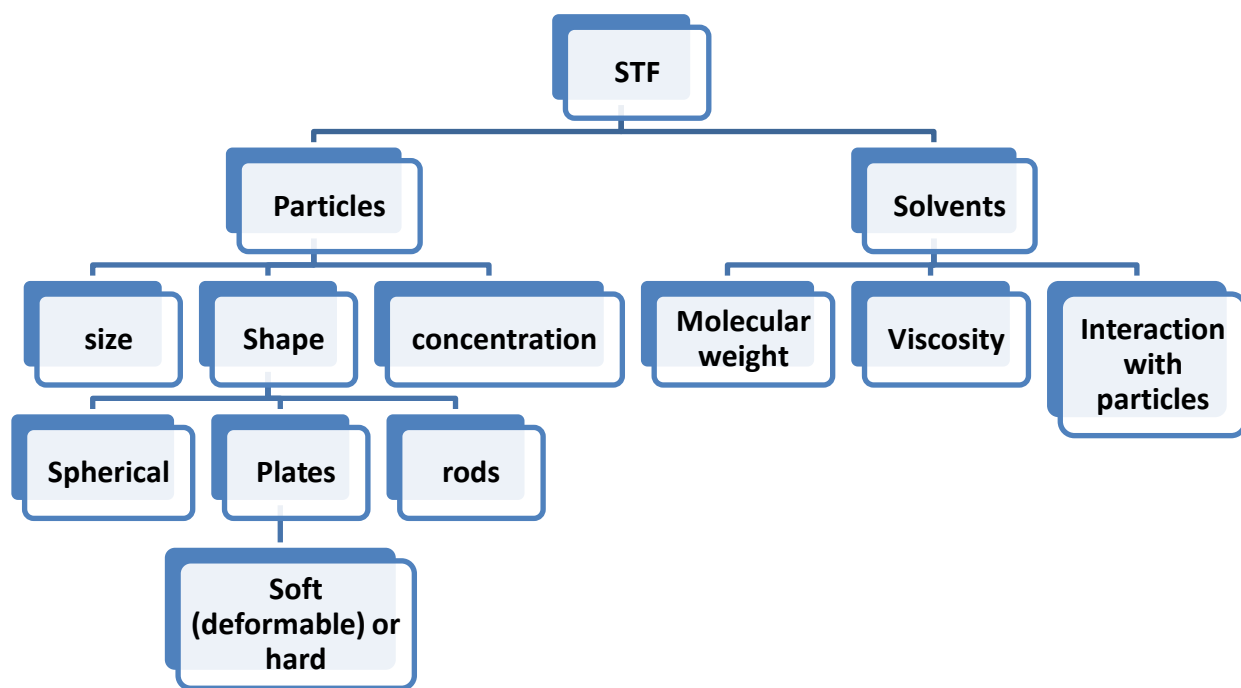 STF
Particles
Solvents
size
Shape
concentration
Molecular
weight
Viscosity
Interaction
with
particles
Spherical
Plates
rods
Soft
(deformable) or
hard